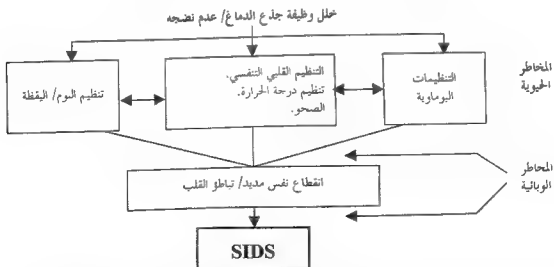 خلل وظيفة جذع الدماغ/ عدم نضجه
المخاطر
الحيوية
التنظيمات
اليوماوية
التنظيم القلبي التنفسي.
تنظيم درجة الحرارة.
الصحو.
تنظيم النوم/ اليقظة
المخاطر
الوبائية
انقطاع نفس مديد/ تباطؤ القلب
SIDS